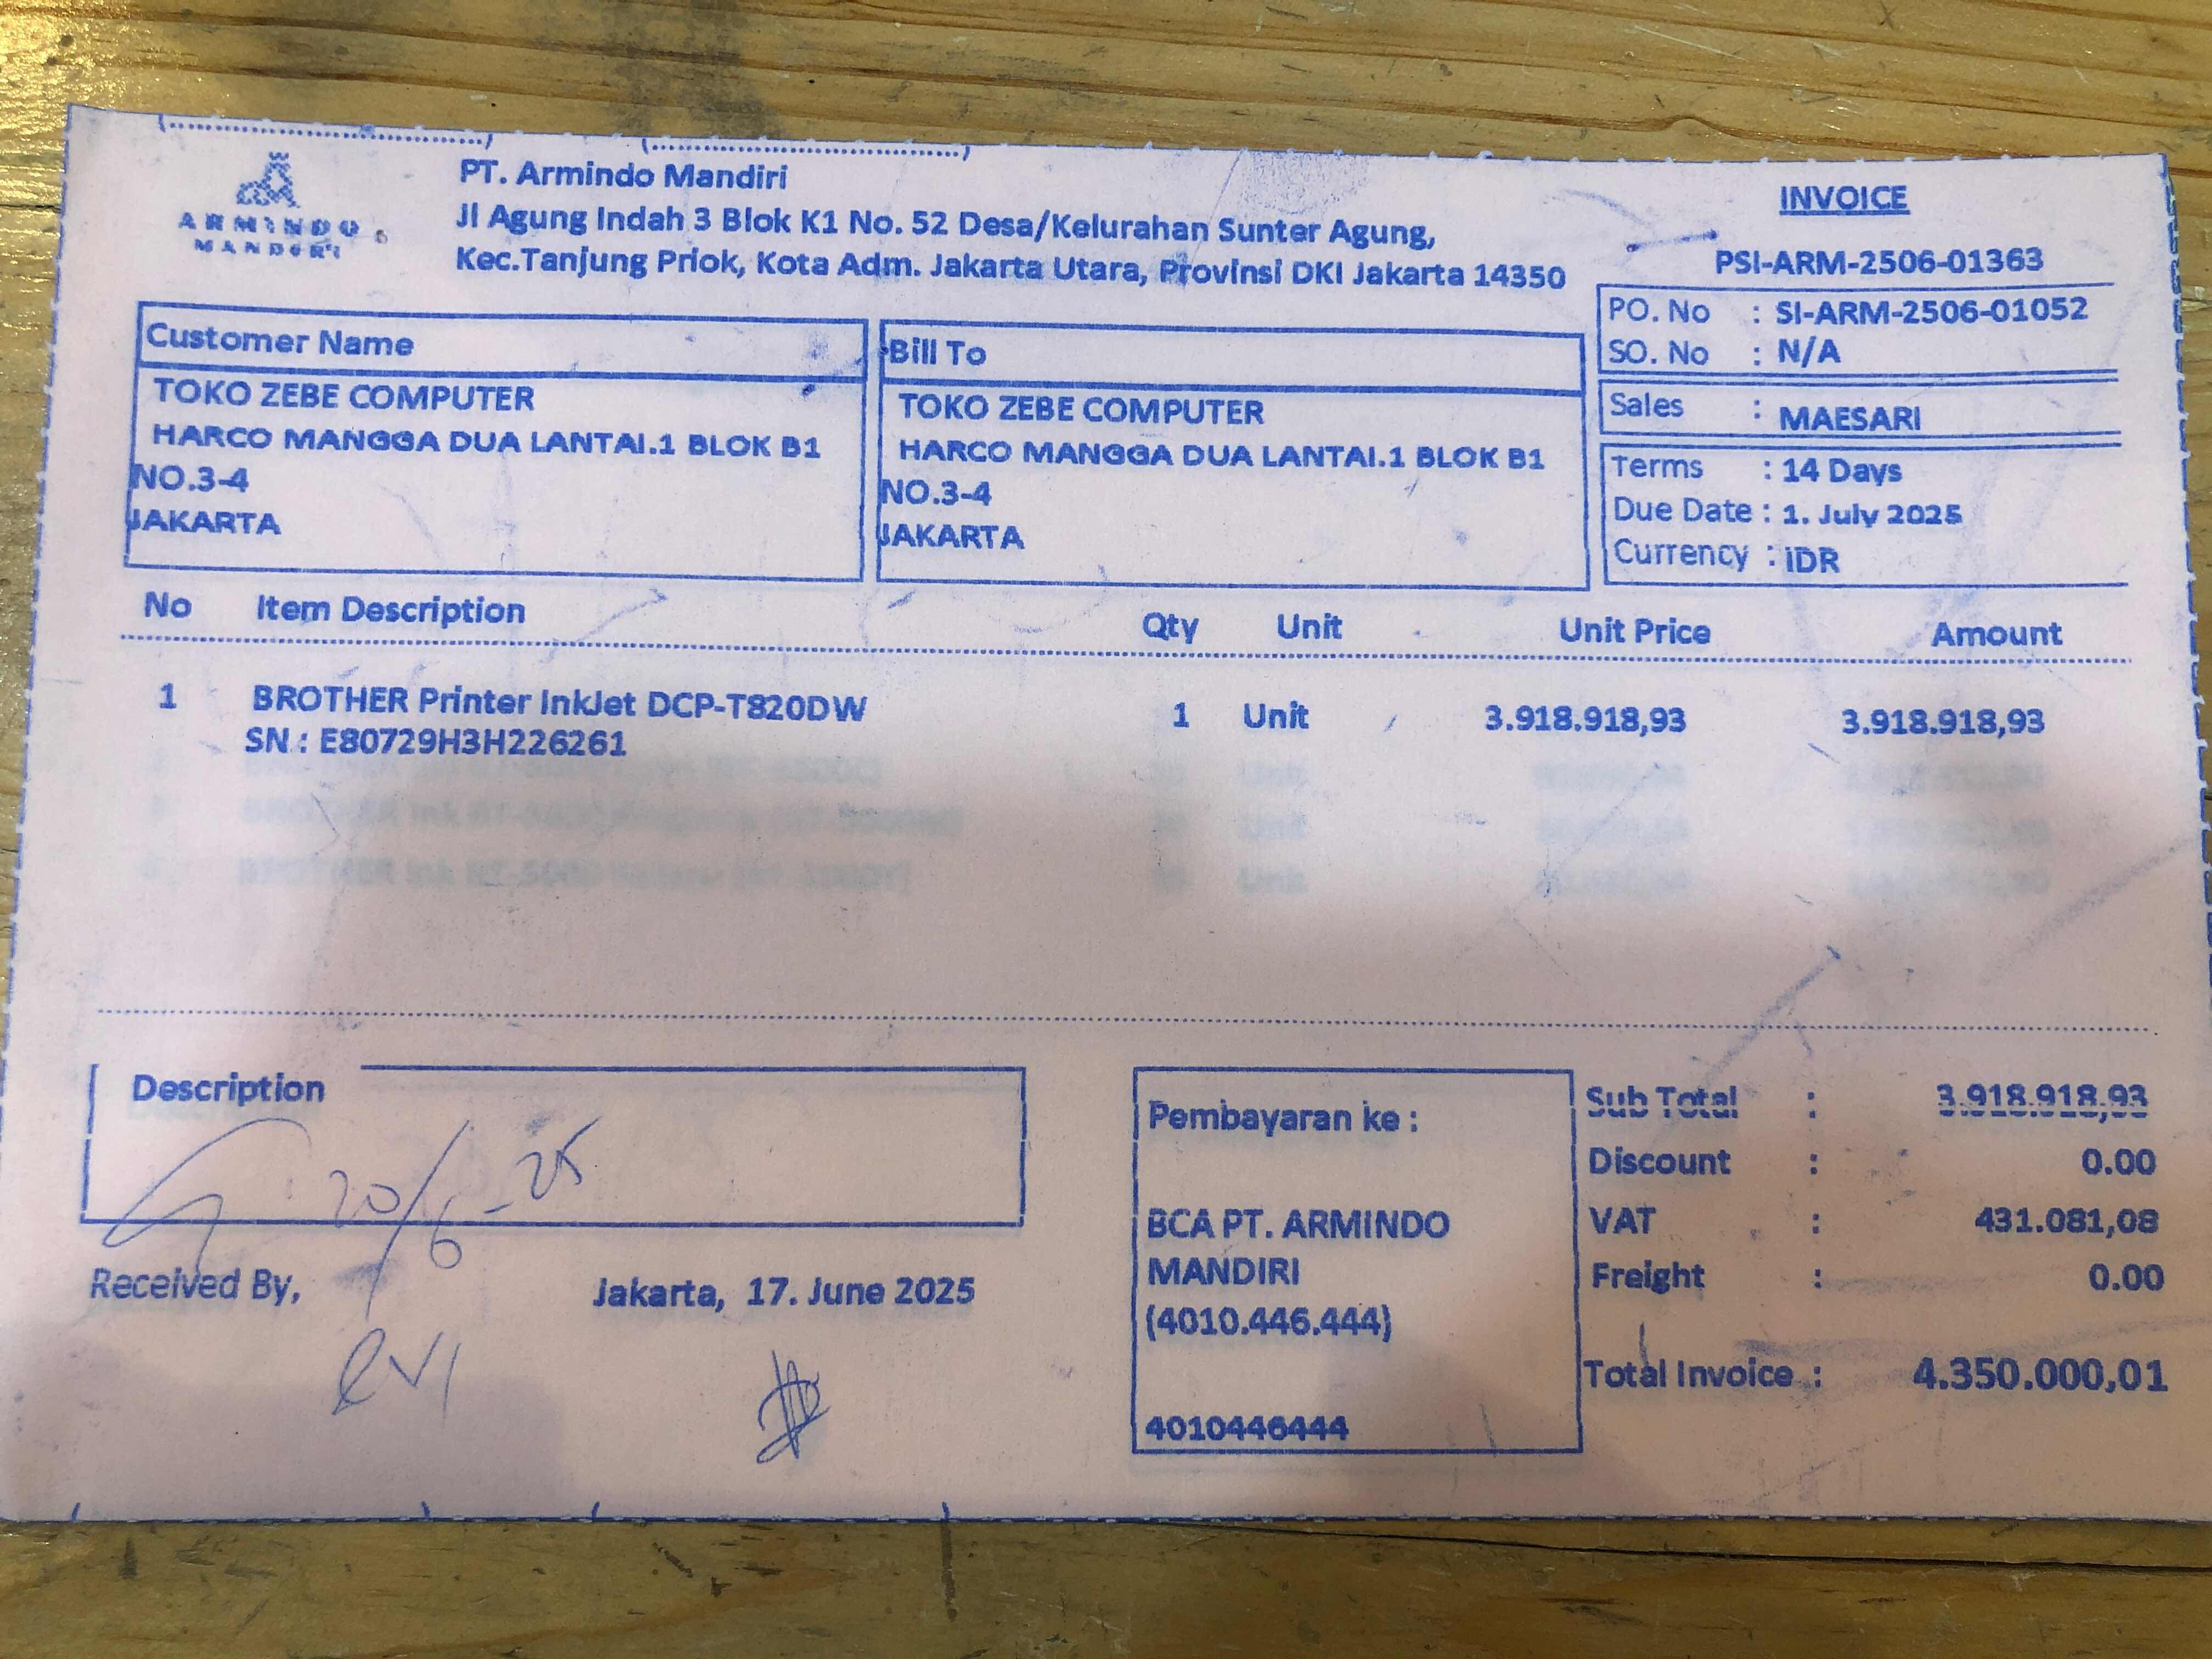 ARMINDO
MANDIRI
PT. Armindo Mandiri
Jl Agung Indah 3 Blok K1 No. 52 Desa/Kelurahan Sunter Agung,
Kec.Tanjung Priok, Kota Adm. Jakarta Utara, Provinsi DKI Jakarta 14350
INVOICE
PSI-ARM-2506-01363
PO. No : SI-ARM-2506-01052
SO. No : N/A
Sales : MAESARI
Terms : 14 Days
Due Date : 1. July 2025
Currency : IDR
Customer Name
TOKO ZEBE COMPUTER
HARCO MANGGA DUA LANTAI.1 BLOK B1
NO.3-4
JAKARTA
Bill To
TOKO ZEBE COMPUTER
HARCO MANGGA DUA LANTAI.1 BLOK B1
NO.3-4
JAKARTA
No Item Description Qty Unit Unit Price Amount
1 BROTHER Printer InkJet DCP-T820DW 1 Unit 3.918.918,93 3.918.918,93
SN : E80729H3H226261
Description
20/6-25
Received By,
Jakarta, 17. June 2025
Pembayaran ke :
BCA PT. ARMINDO
MANDIRI
(4010.446.444)
4010446444
Sub Total : 3.918.918,93
Discount : 0.00
VAT : 431.081,08
Freight : 0.00
Total Invoice : 4.350.000,01